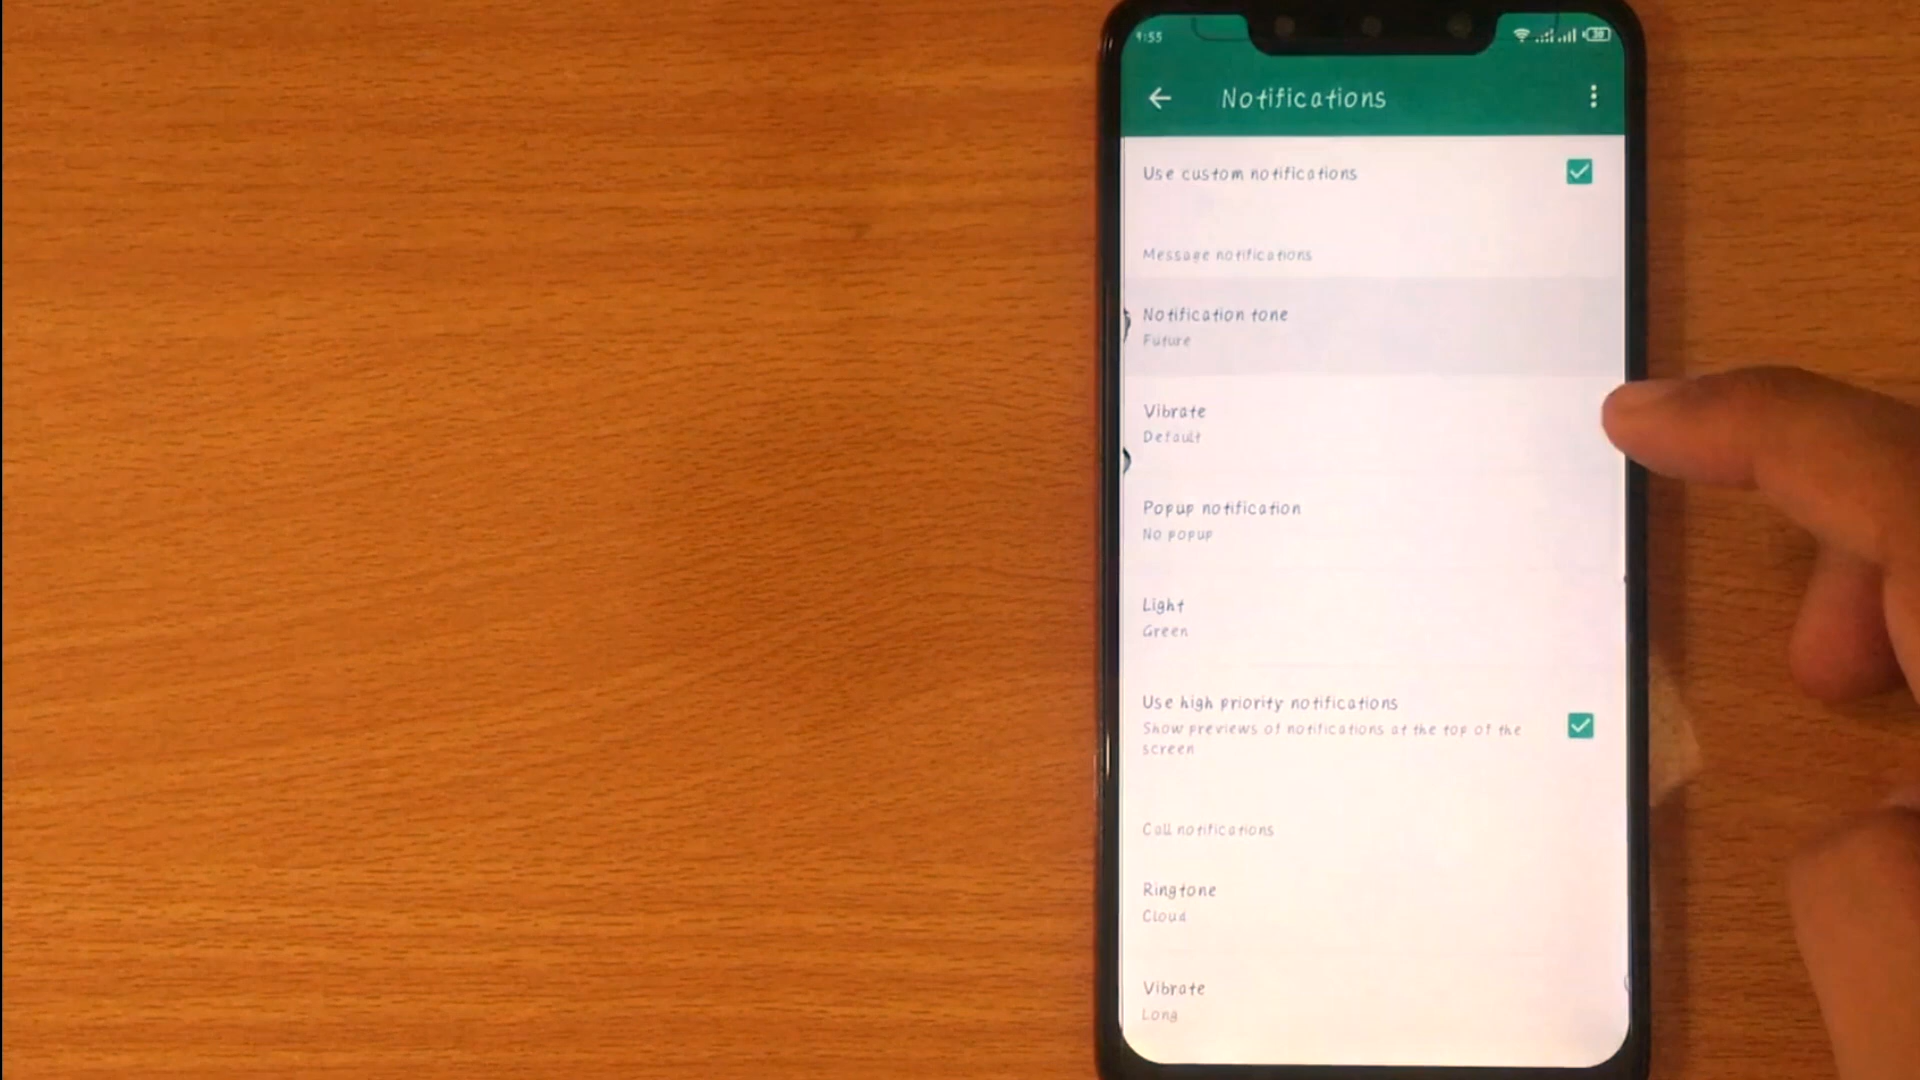 9:55
38
Notifications
Use custom notifications
Message notifications
Notification tone
Future
Vibrate
Default
Popup notification
No popup
Light
Green
Use high priority notifications
Show previews of notifications at the top of the
screen
Call notifications
Ringtone
Cloud
Vibrate
Long